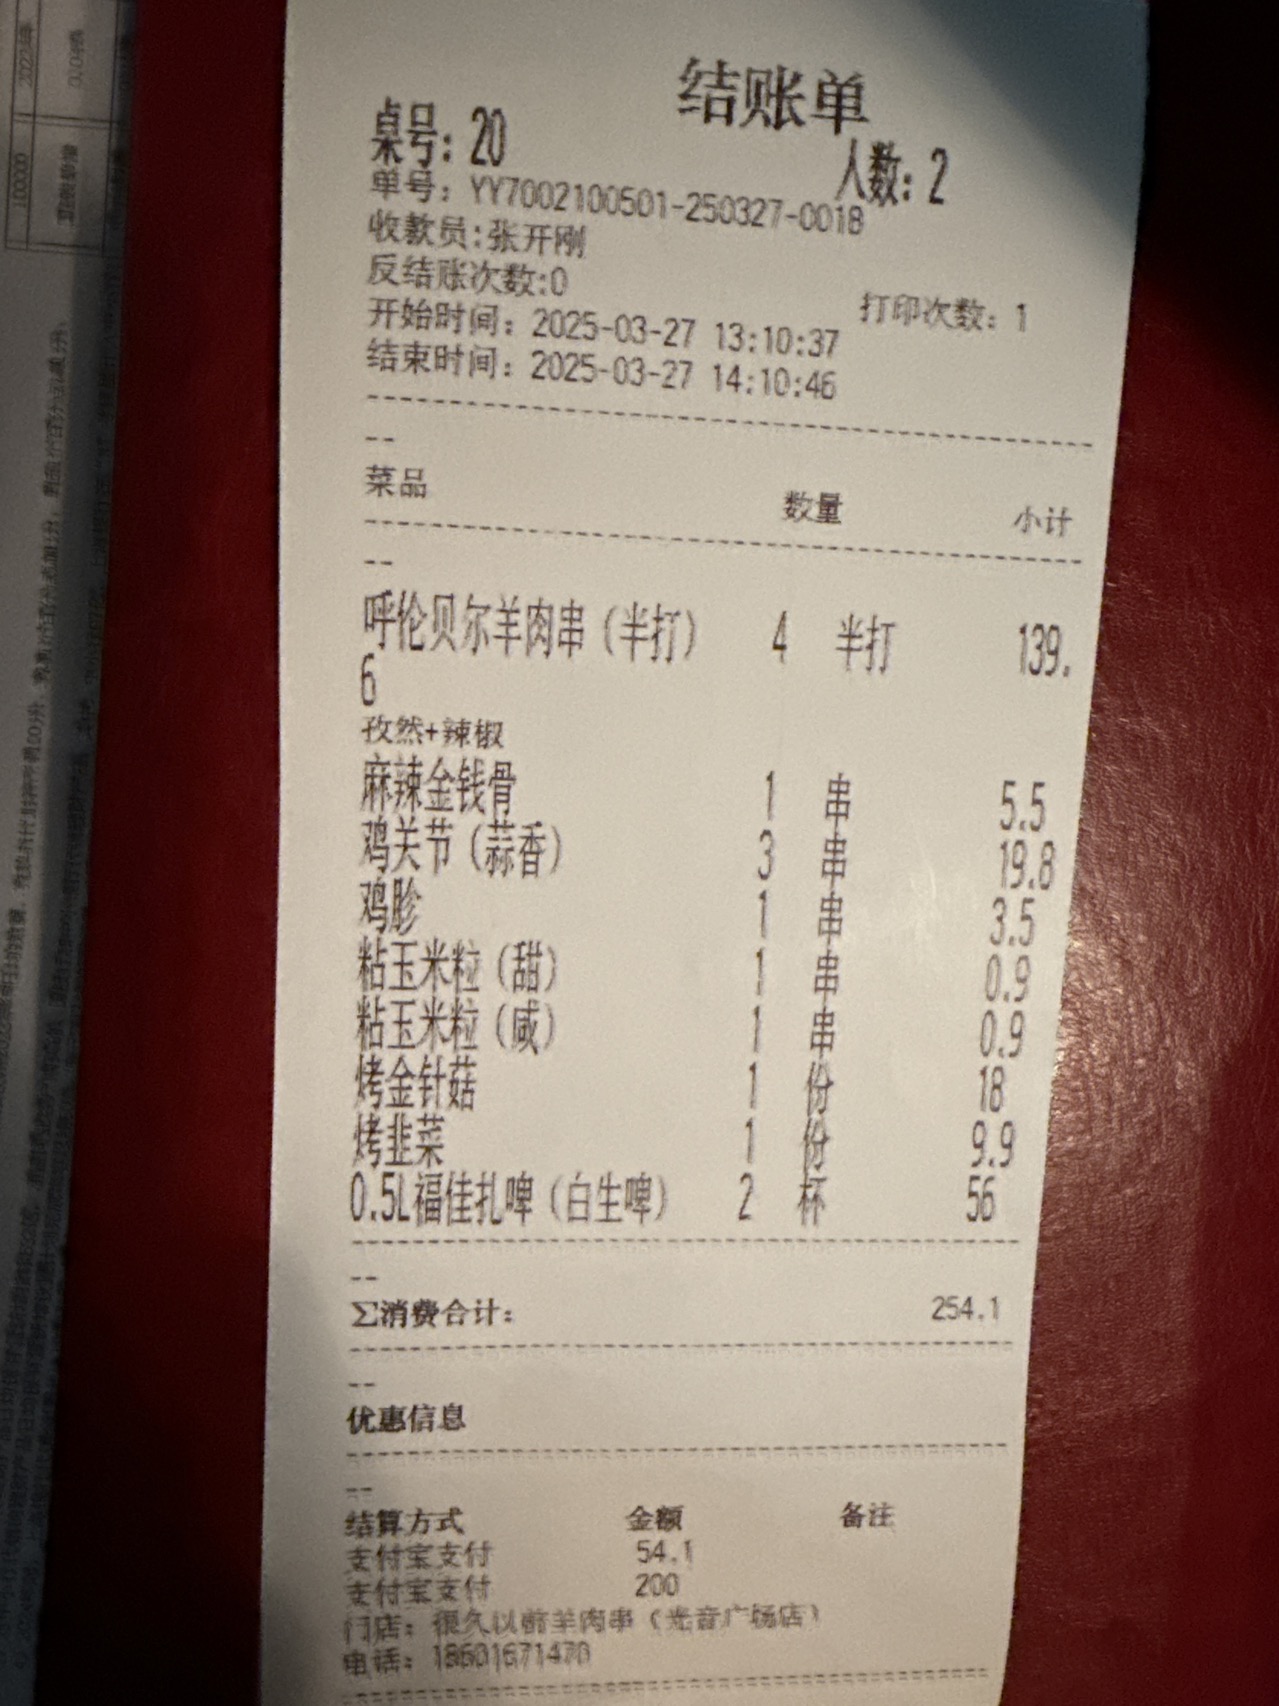 结账单
桌号: 20
人数: 2
单号: YY7002100501-250327-0018
收款员:张开刚
反结账次数:0
打印次数: 1
开始时间: 2025-03-27 13:10:37
结束时间: 2025-03-27 14:10:46
--
菜品 数量 小计
--
呼伦贝尔羊肉串（半打） 4 半打 139.
6
孜然+辣椒
麻辣金钱骨 1 串 5.5
鸡关节（蒜香） 3 串 19.8
鸡胗 1 串 3.5
粘玉米粒（甜） 1 串 0.9
粘玉米粒（咸） 1 串 0.9
烤金针菇 1 份 18
烤韭菜 1 份 9.9
0.5L福佳扎啤（白生啤） 2 杯 56
--
∑消费合计: 254.1
--
优惠信息
--
结算方式 金额 备注
支付宝支付 54.1
支付宝支付 200
门店: 很久以前羊肉串（光音广场店）
电话: 18601671470